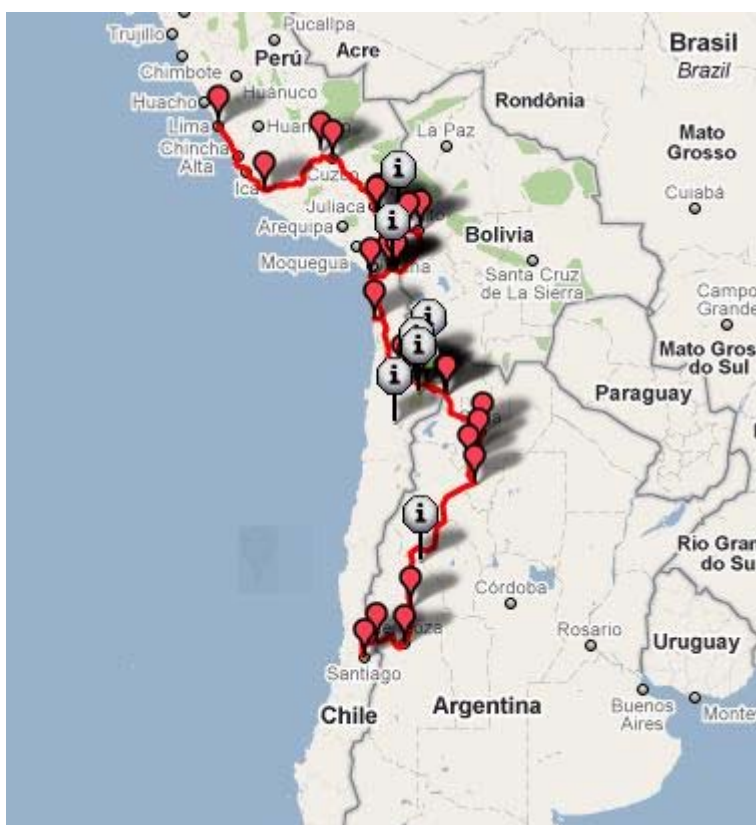 Pucallpa
Trujillo
Brasil
Brazil
Perú
Acre
Chimbote
Huánuco
Rondônia
Huacho
Lima
La Paz
Mato
Grosso
Chincha
Alta
Cuzco
Ica
Cuiabá
Juliaca
Arequipa
Bolivia
Moquegua
Santa Cruz
de La Sierra
Campo
Grande
Mato Gros
do Sul
Paraguay
Rio Gran
do Su
Córdoba
Rosario
Uruguay
Santiago
Buenos
Aires
Monte
Chile
Argentina